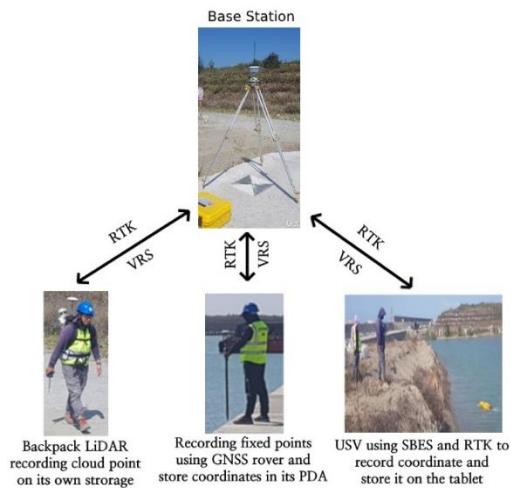 Base Station
RTK
VRS
RTK
VRS
RTK
VRS
Backpack LiDAR
recording cloud point
on its own strorage
Recording fixed points
using GNSS rover and
store coordinates in its PDA
USV using SBES and RTK to
record coordinate and
store it on the tablet